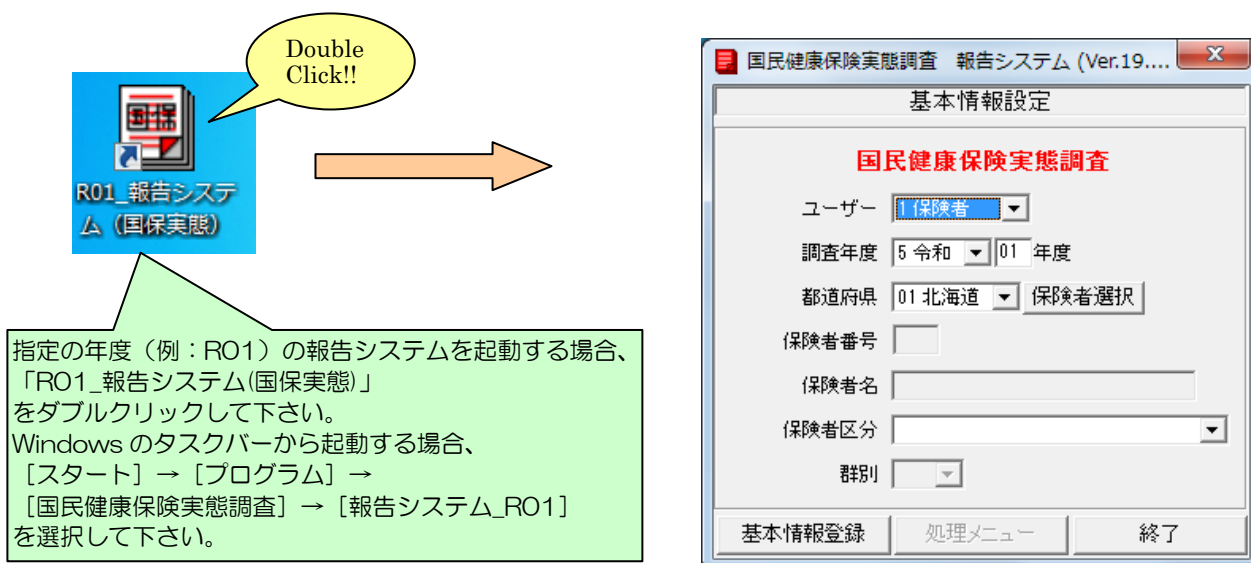 Double
Click!!
国保
R01_報告システ
ム（国保実態）
指定の年度（例：R01）の報告システムを起動する場合、
「R01_報告システム(国保実態)」
をダブルクリックして下さい。
Windows のタスクバーから起動する場合、
［スタート］→［プログラム］→
［国民健康保険実態調査］→［報告システム_R01］
を選択して下さい。
国民健康保険実態調査　報告システム (Ver.19....
基本情報設定
国民健康保険実態調査
ユーザー 1 保険者
調査年度 5 令和 01 年度
都道府県 01 北海道 保険者選択
保険者番号
保険者名
保険者区分
群別
基本情報登録 処理メニュー 終了